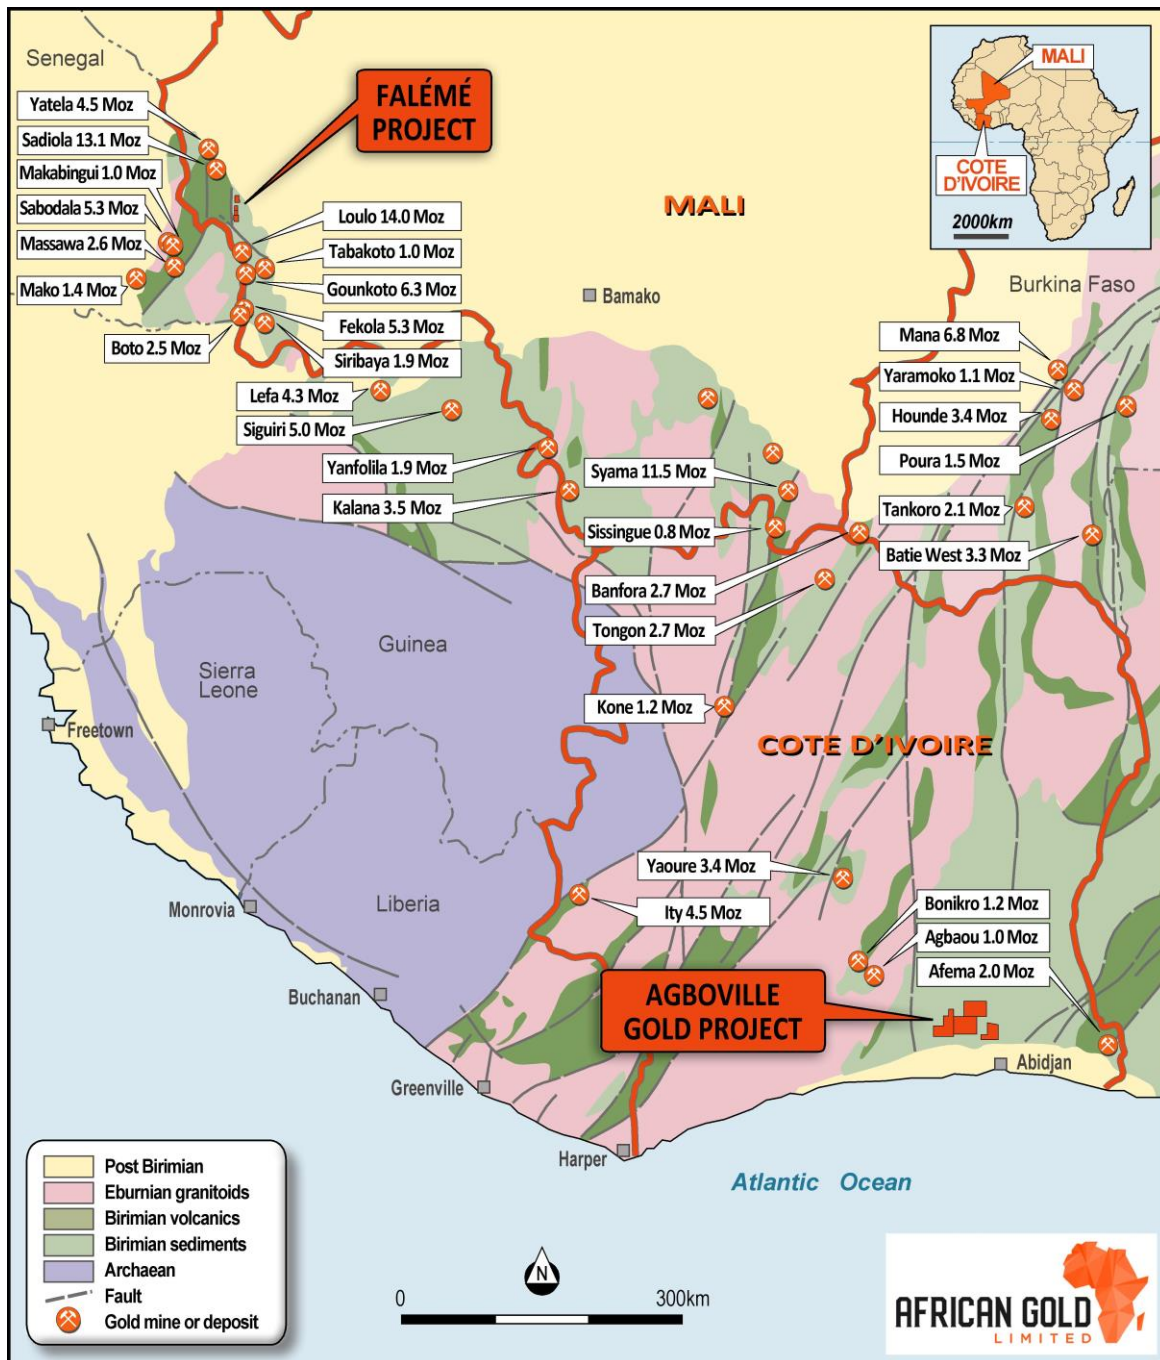 Senegal
Yatela 4.5 Moz
Sadiola 13.1 Moz
Makabingui 1.0 Moz
Sabodala 5.3 Moz
Massawa 2.6 Moz
Mako 1.4 Moz
Boto 2.5 Moz
FALÉMÉ
PROJECT
Loulo 14.0 Moz
Tabakoto 1.0 Moz
Gounkoto 6.3 Moz
Fekola 5.3 Moz
Siribaya 1.9 Moz
MALI
Bamako
MALI
COTE
D'IVOIRE
2000km
Burkina Faso
Mana 6.8 Moz
Yaramoko 1.1 Moz
Hounde 3.4 Moz
Poura 1.5 Moz
Tankoro 2.1 Moz
Batie West 3.3 Moz
Lefa 4.3 Moz
Siguiri 5.0 Moz
Yanfolila 1.9 Moz
Kalana 3.5 Moz
Syama 11.5 Moz
Sissingue 0.8 Moz
Banfora 2.7 Moz
Tongon 2.7 Moz
Kone 1.2 Moz
Guinea
Sierra
Leone
Freetown
COTE D'IVOIRE
Yaoure 3.4 Moz
Ity 4.5 Moz
Bonikro 1.2 Moz
Agbaou 1.0 Moz
Afema 2.0 Moz
Liberia
Monrovia
Buchanan
AGBOVILLE
GOLD PROJECT
Abidjan
Greenville
Harper
Atlantic Ocean
Post Birimian
Eburnian granitoids
Birimian volcanics
Birimian sediments
Archaean
Fault
Gold mine or deposit
N
0 300km
AFRICAN GOLD
LIMITED